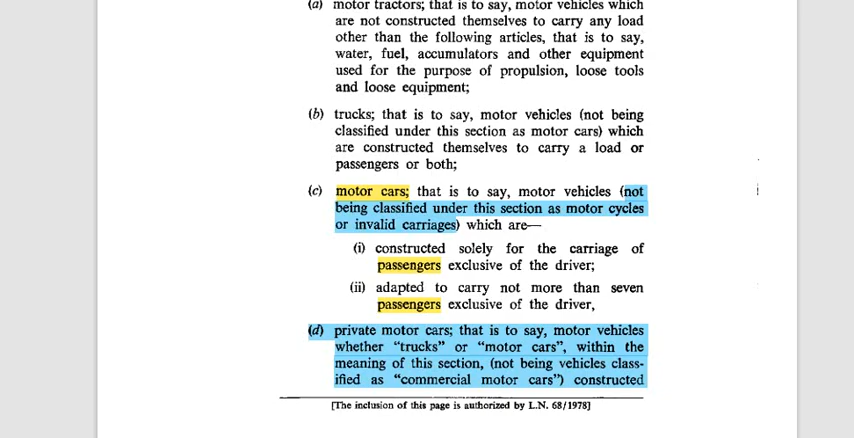 (a) motor tractors; that is to say, motor vehicles which
are not constructed themselves to carry any load
other than the following articles, that is to say,
water, fuel, accumulators and other equipment
used for the purpose of propulsion, loose tools
and loose equipment;
(b) trucks; that is to say, motor vehicles (not being
classified under this section as motor cars) which
are constructed themselves to carry a load or
passengers or both;
(c) motor cars; that is to say, motor vehicles (not
being classified under this section as motor cycles
or invalid carriages) which are—
(i) constructed solely for the carriage of
passengers exclusive of the driver;
(ii) adapted to carry not more than seven
passengers exclusive of the driver,
(d) private motor cars; that is to say, motor vehicles
whether “trucks” or “motor cars”, within the
meaning of this section, (not being vehicles class-
ified as “commercial motor cars”) constructed
[The inclusion of this page is authorized by L.N. 68/1978]